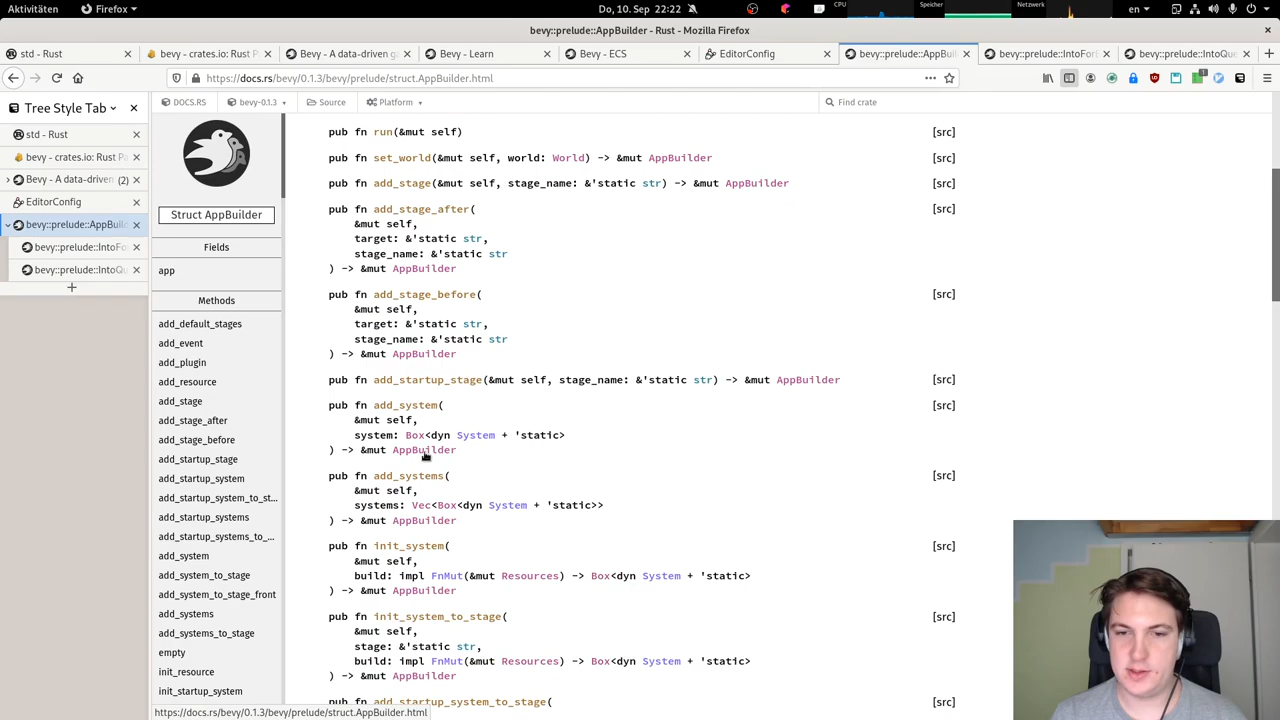 Aktivitäten Firefox Do, 10. Sep 22:22 CPU Speicher Netzwerk en
bevy::prelude::AppBuilder - Rust - Mozilla Firefox
std - Rust bevy - crates.io: Rust P Bevy - A data-driven ga Bevy - Learn Bevy - ECS EditorConfig bevy::prelude::AppBu bevy::prelude::IntoFor bevy::prelude::IntoQue
https://docs.rs/bevy/0.1.3/bevy/prelude/struct.AppBuilder.html
Tree Style Tab
std - Rust
bevy - crates.io: Rust Pa
Bevy - A data-driven (2)
EditorConfig
bevy::prelude::AppBuil
bevy::prelude::IntoFo
bevy::prelude::IntoQu
DOCS.RS bevy-0.1.3 Source Platform Find crate
Struct AppBuilder
Fields
app
Methods
add_default_stages
add_event
add_plugin
add_resource
add_stage
add_stage_after
add_stage_before
add_startup_stage
add_startup_system
add_startup_system_to_st...
add_startup_systems
add_startup_systems_to_...
add_system
add_system_to_stage
add_system_to_stage_front
add_systems
add_systems_to_stage
empty
init_resource
init_startup_system
pub fn run(&mut self) [src]
pub fn set_world(&mut self, world: World) -> &mut AppBuilder [src]
pub fn add_stage(&mut self, stage_name: &'static str) -> &mut AppBuilder [src]
pub fn add_stage_after( [src]
&mut self,
target: &'static str,
stage_name: &'static str
) -> &mut AppBuilder
pub fn add_stage_before( [src]
&mut self,
target: &'static str,
stage_name: &'static str
) -> &mut AppBuilder
pub fn add_startup_stage(&mut self, stage_name: &'static str) -> &mut AppBuilder [src]
pub fn add_system( [src]
&mut self,
system: Box<dyn System + 'static>
) -> &mut AppBuilder
pub fn add_systems( [src]
&mut self,
systems: Vec<Box<dyn System + 'static>>
) -> &mut AppBuilder
pub fn init_system( [src]
&mut self,
build: impl FnMut(&mut Resources) -> Box<dyn System + 'static>
) -> &mut AppBuilder
pub fn init_system_to_stage( [src]
&mut self,
stage: &'static str,
build: impl FnMut(&mut Resources) -> Box<dyn System + 'static>
) -> &mut AppBuilder
pub fn add_startup_system_to_stage( [src]
https://docs.rs/bevy/0.1.3/bevy/prelude/struct.AppBuilder.html